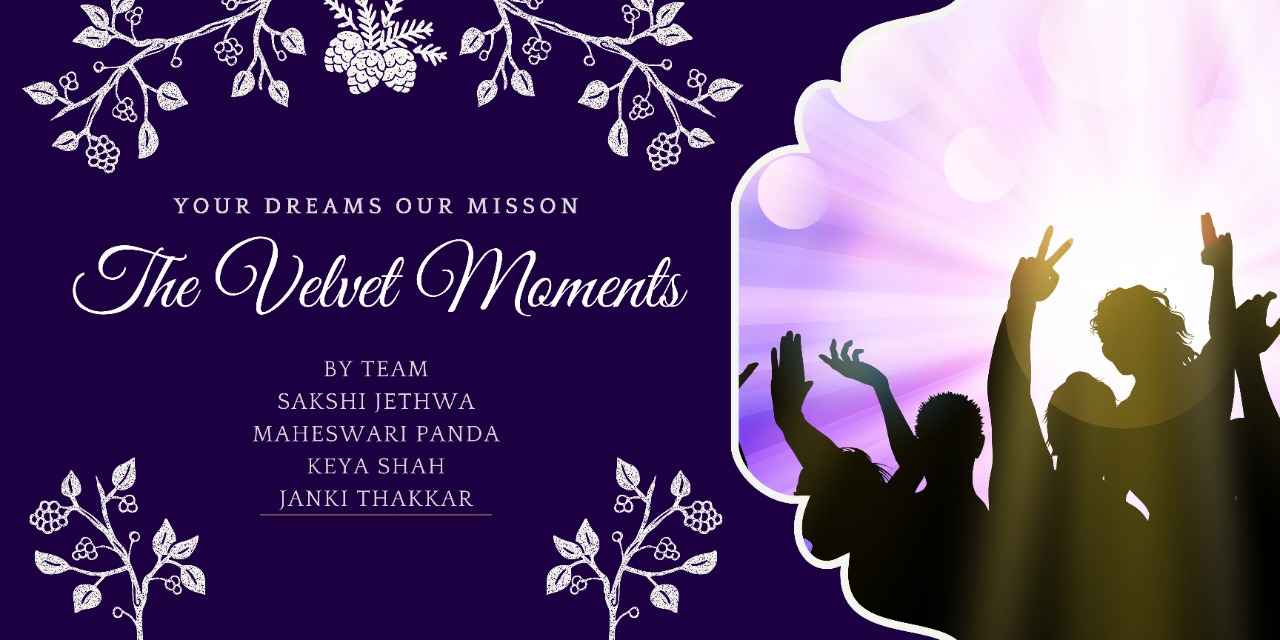 YOUR DREAMS OUR MISSON
The Velvet Moments
BY TEAM
SAKSHI JETHWA
MAHESWARI PANDA
KEYA SHAH
JANKI THAKKAR